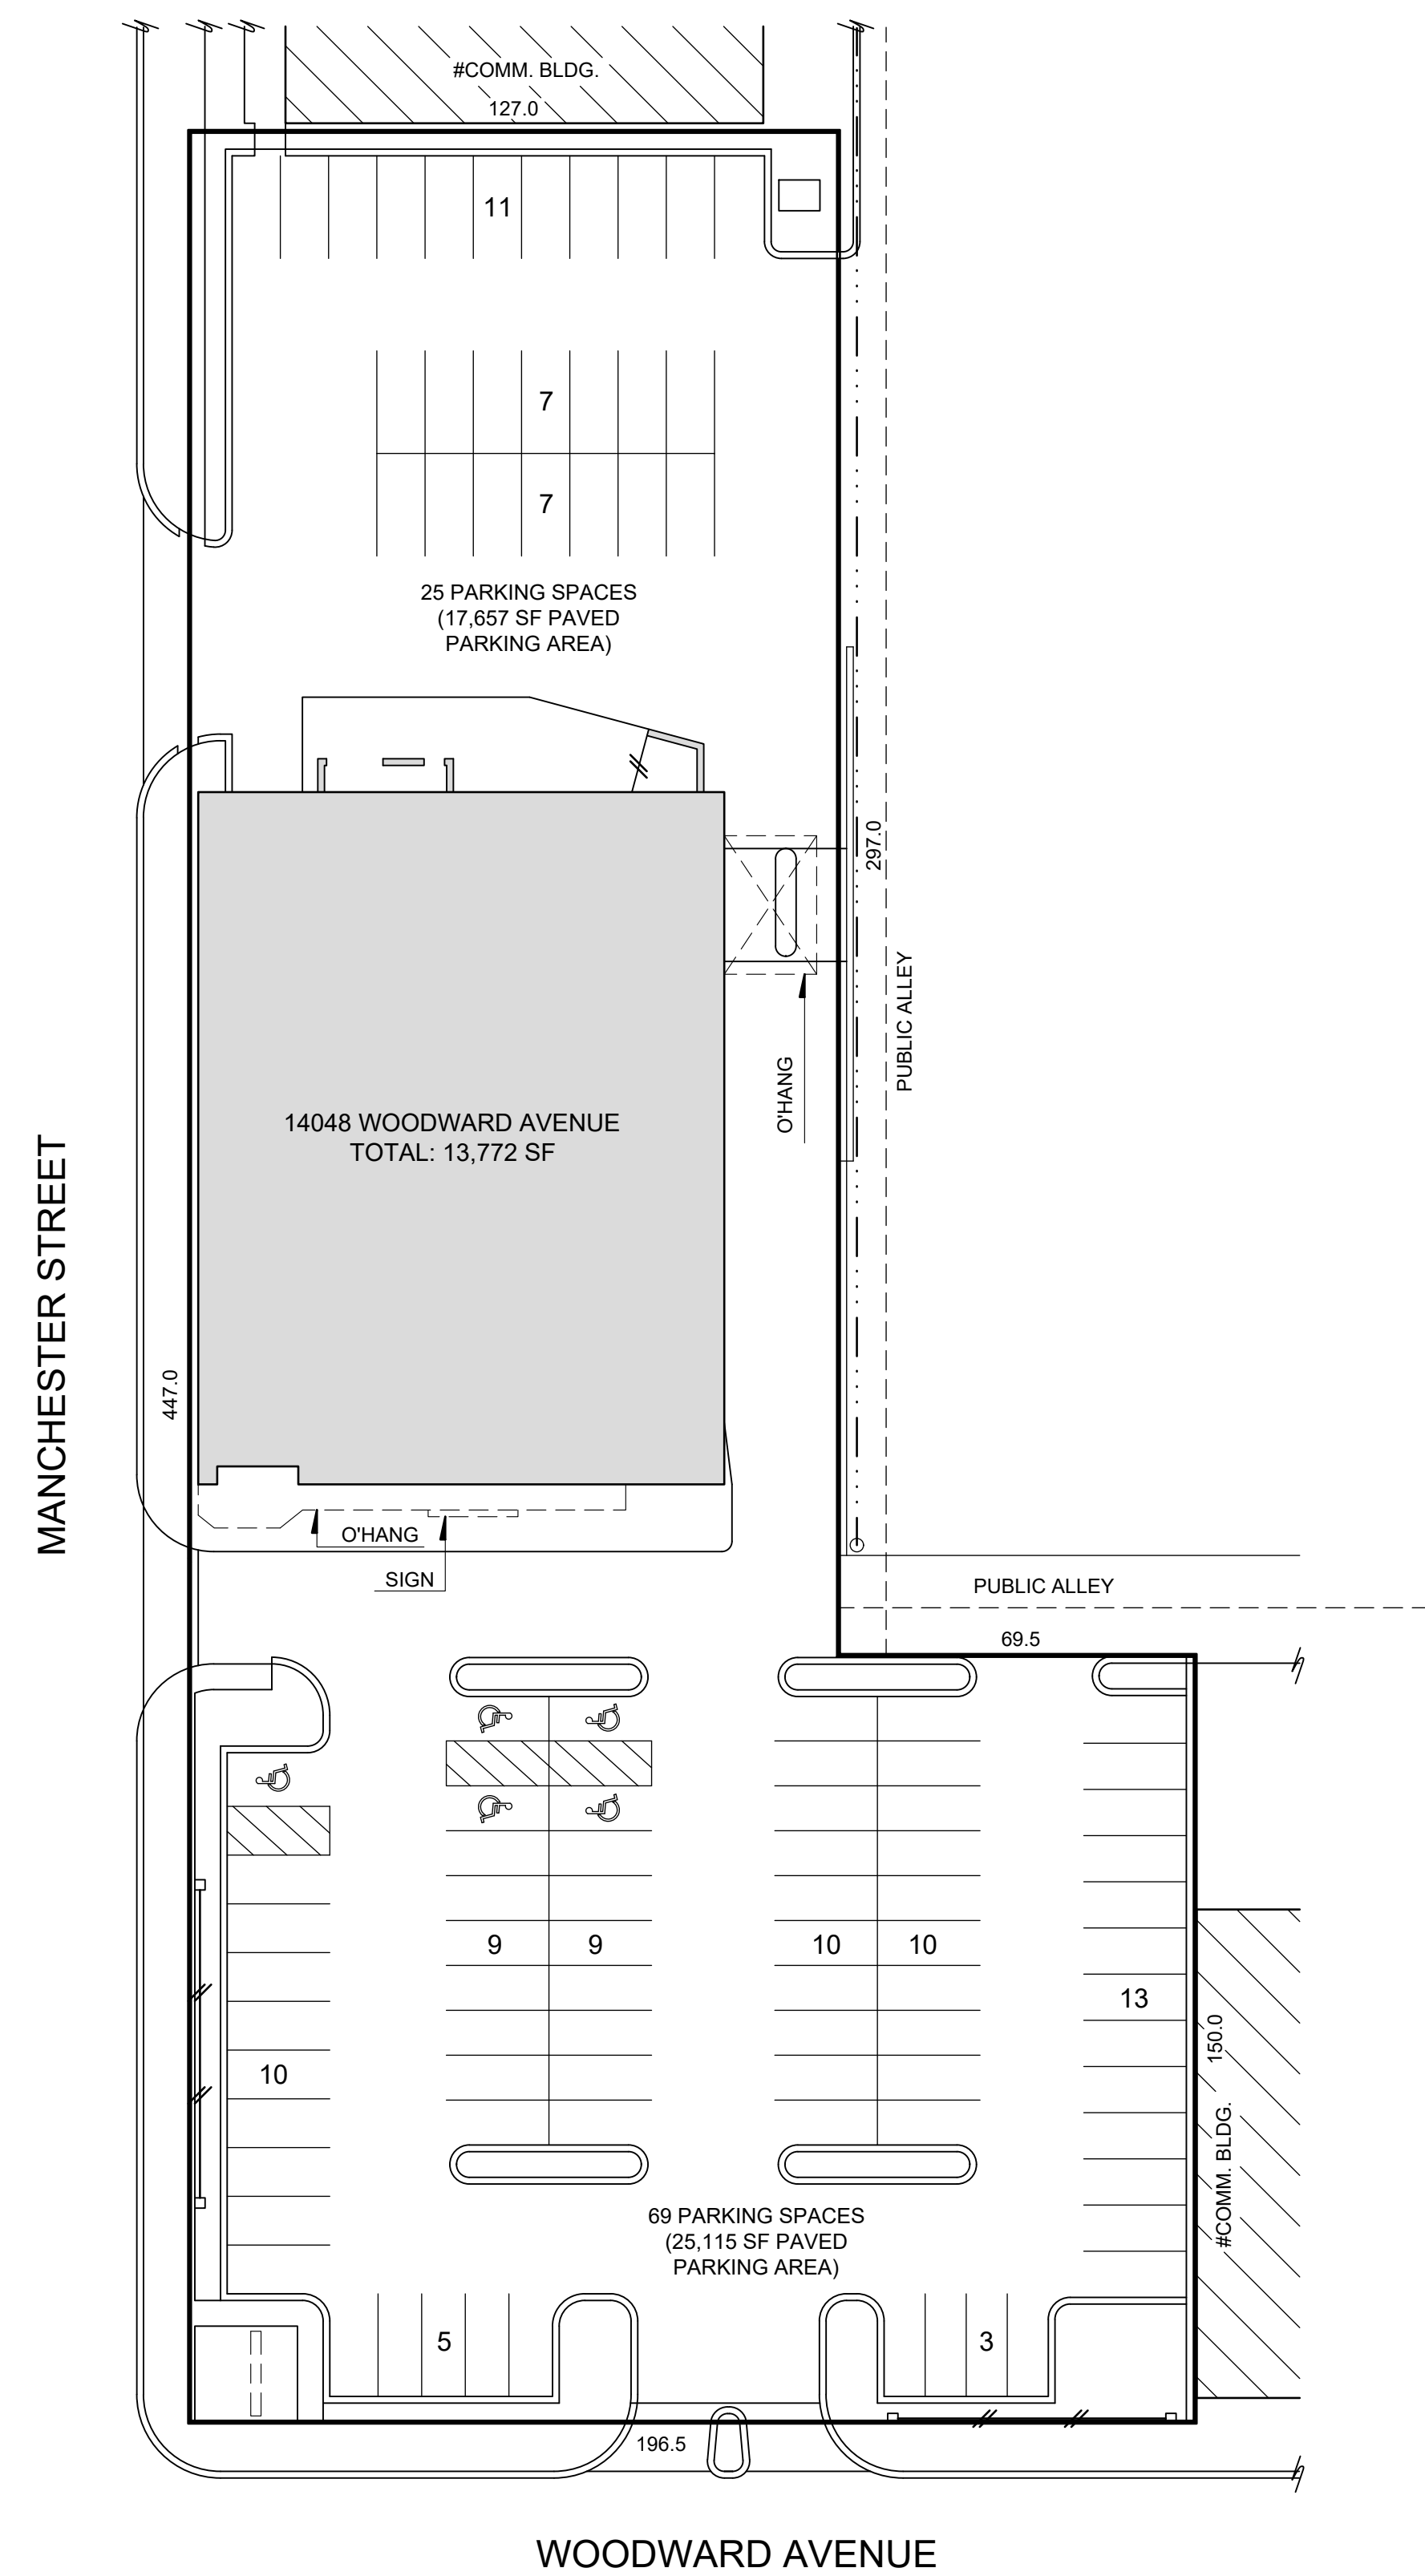 #COMM. BLDG.
127.0
11
7
7
25 PARKING SPACES
(17,657 SF PAVED
PARKING AREA)
297.0
PUBLIC ALLEY
O'HANG
14048 WOODWARD AVENUE
TOTAL: 13,772 SF
MANCHESTER STREET
447.0
O'HANG
SIGN
PUBLIC ALLEY
69.5
9
9
10
10
13
10
150.0
#COMM. BLDG.
69 PARKING SPACES
(25,115 SF PAVED
PARKING AREA)
5
3
196.5
WOODWARD AVENUE